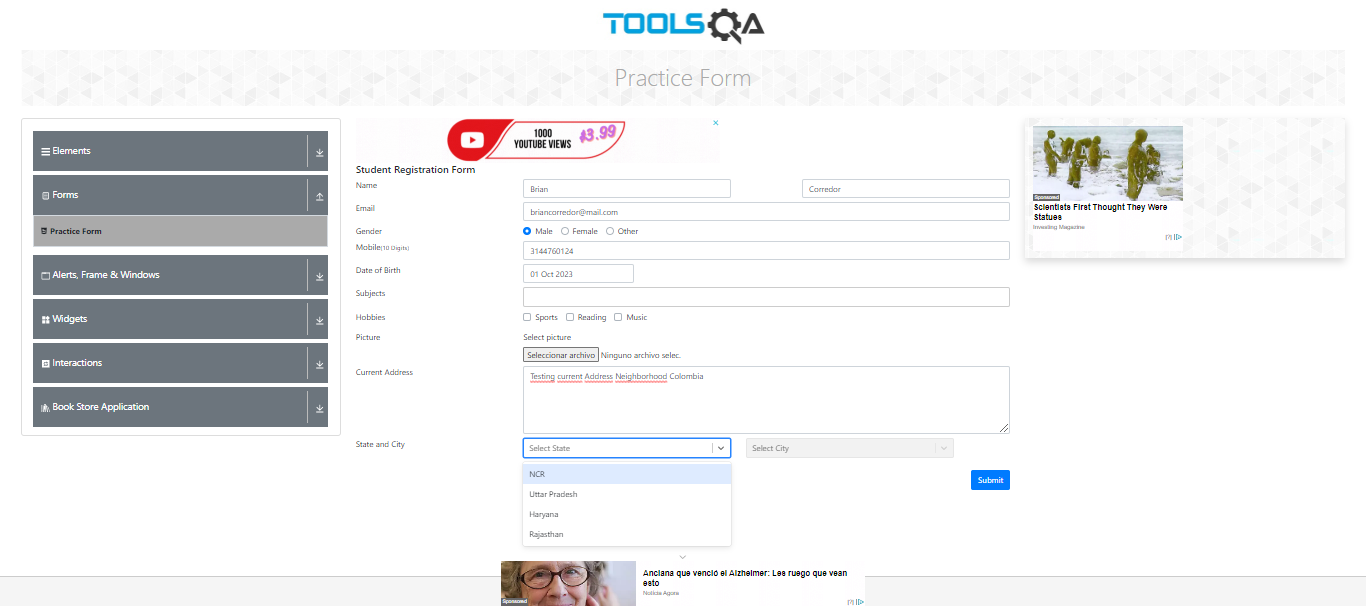 TOOLSQA
Practice Form
Elements
Forms
Practice Form
Alerts, Frame & Windows
Widgets
Interactions
Book Store Application
1000
YOUTUBE VIEWS
$3.99
Student Registration Form
Name
Brian
Corredor
Email
briancorredor@mail.com
Gender
Male
Female
Other
Mobile(10 Digits)
3144760124
Date of Birth
01 Oct 2023
Subjects
Hobbies
Sports
Reading
Music
Picture
Select picture
Seleccionar archivo Ninguno archivo selec.
Current Address
Testing current Address Neighborhood Colombia
State and City
Select State
Select City
NCR
Uttar Pradesh
Haryana
Rajasthan
Submit
Sponsored
Scientists First Thought They Were
Statues
Investing Magazine
Sponsored
Anciana que venció el Alzheimer: Les ruego que vean
esto
Noticia Agora